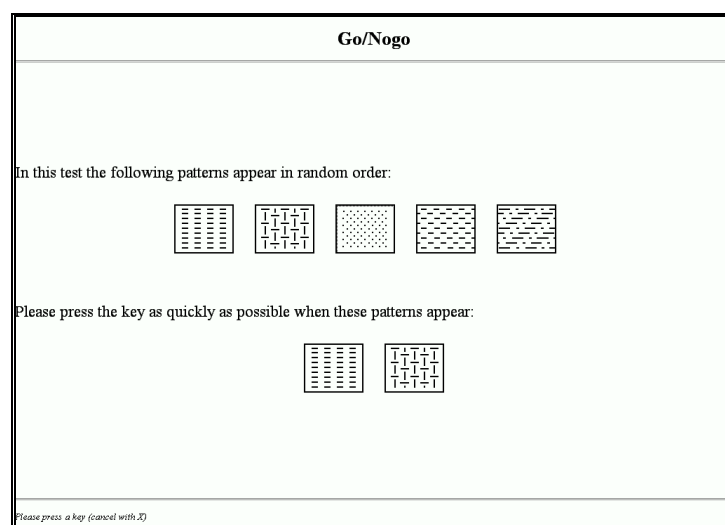 Go/Nogo
In this test the following patterns appear in random order:
Please press the key as quickly as possible when these patterns appear:
Please press a key (cancel with X)